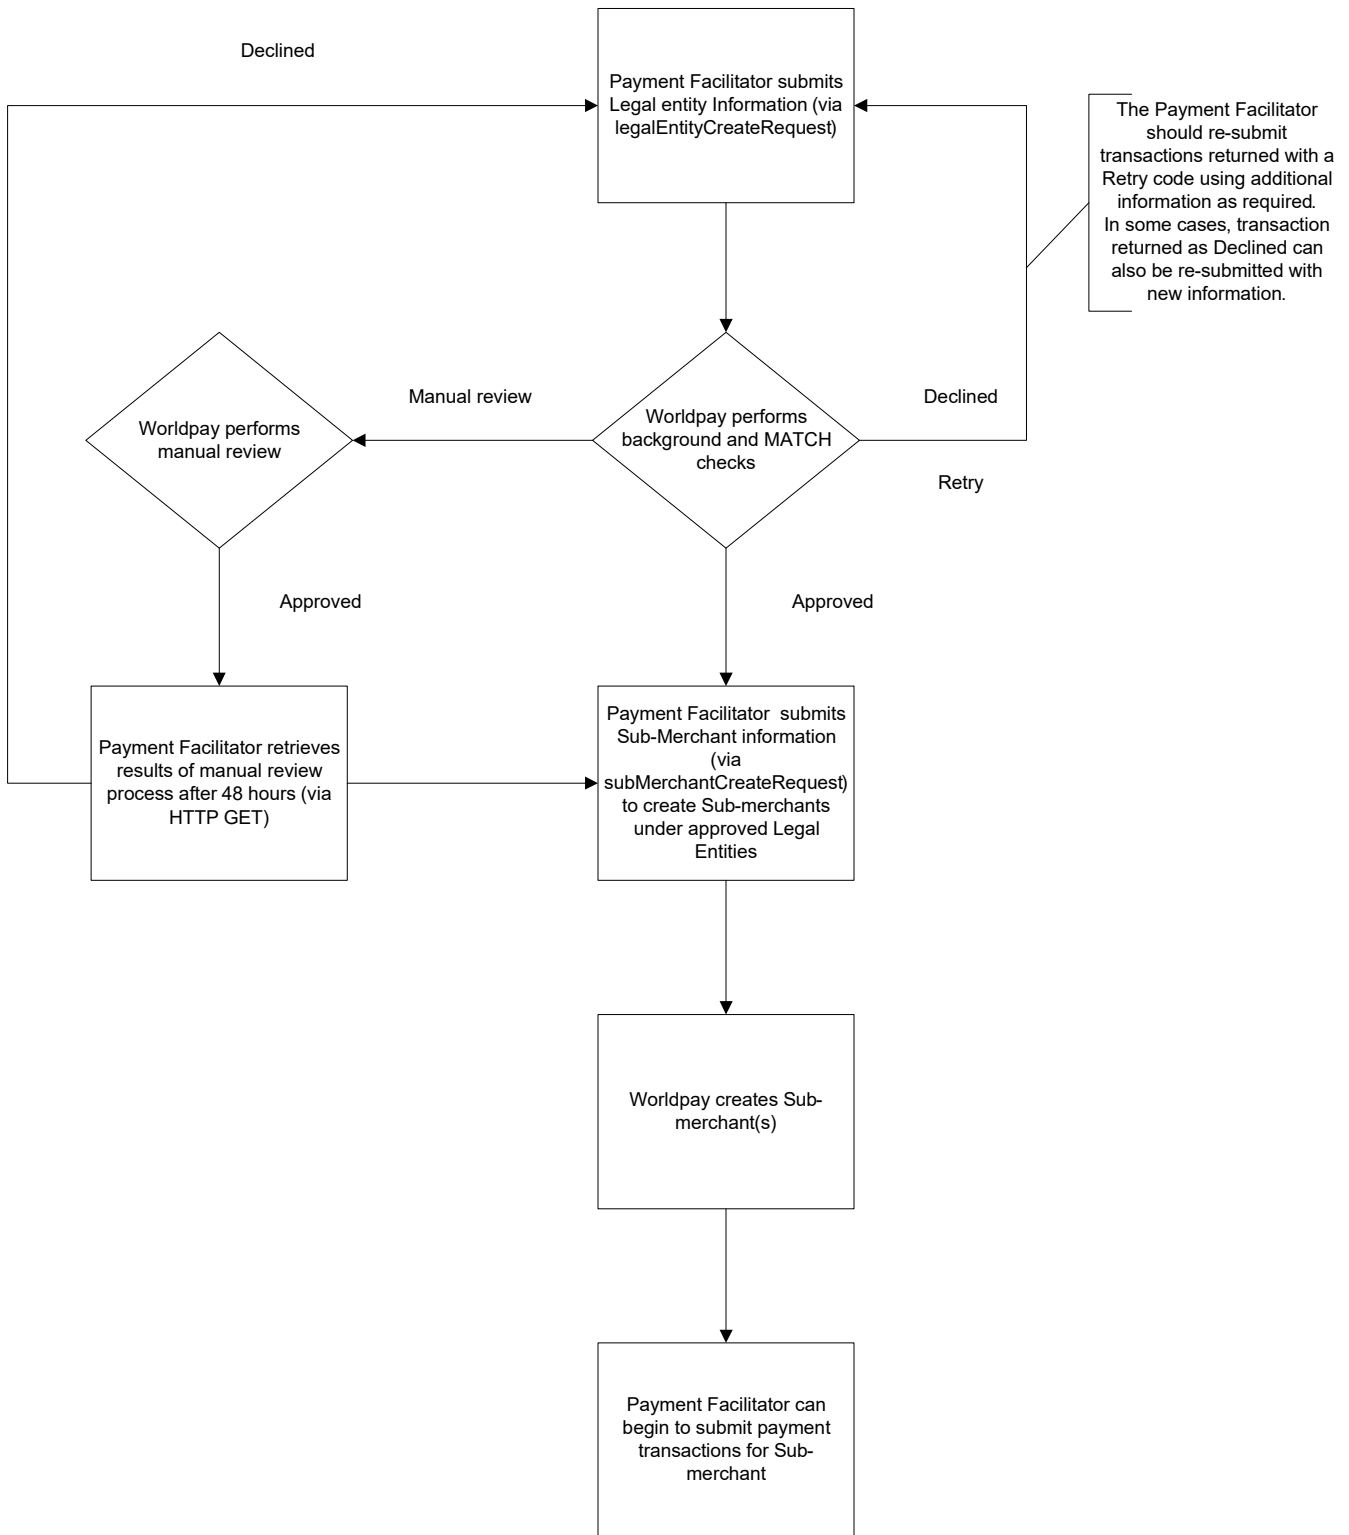 Declined
Payment Facilitator submits
Legal entity Information (via
legalEntityCreateRequest)
The Payment Facilitator
should re-submit
transactions returned with a
Retry code using additional
information as required.
In some cases, transaction
returned as Declined can
also be re-submitted with
new information.
Manual review
Declined
Worldpay performs
manual review
Worldpay performs
background and MATCH
checks
Retry
Approved
Approved
Payment Facilitator retrieves
results of manual review
process after 48 hours (via
HTTP GET)
Payment Facilitator  submits
Sub-Merchant information
(via
subMerchantCreateRequest)
to create Sub-merchants
under approved Legal
Entities
Worldpay creates Sub-
merchant(s)
Payment Facilitator can
begin to submit payment
transactions for Sub-
merchant